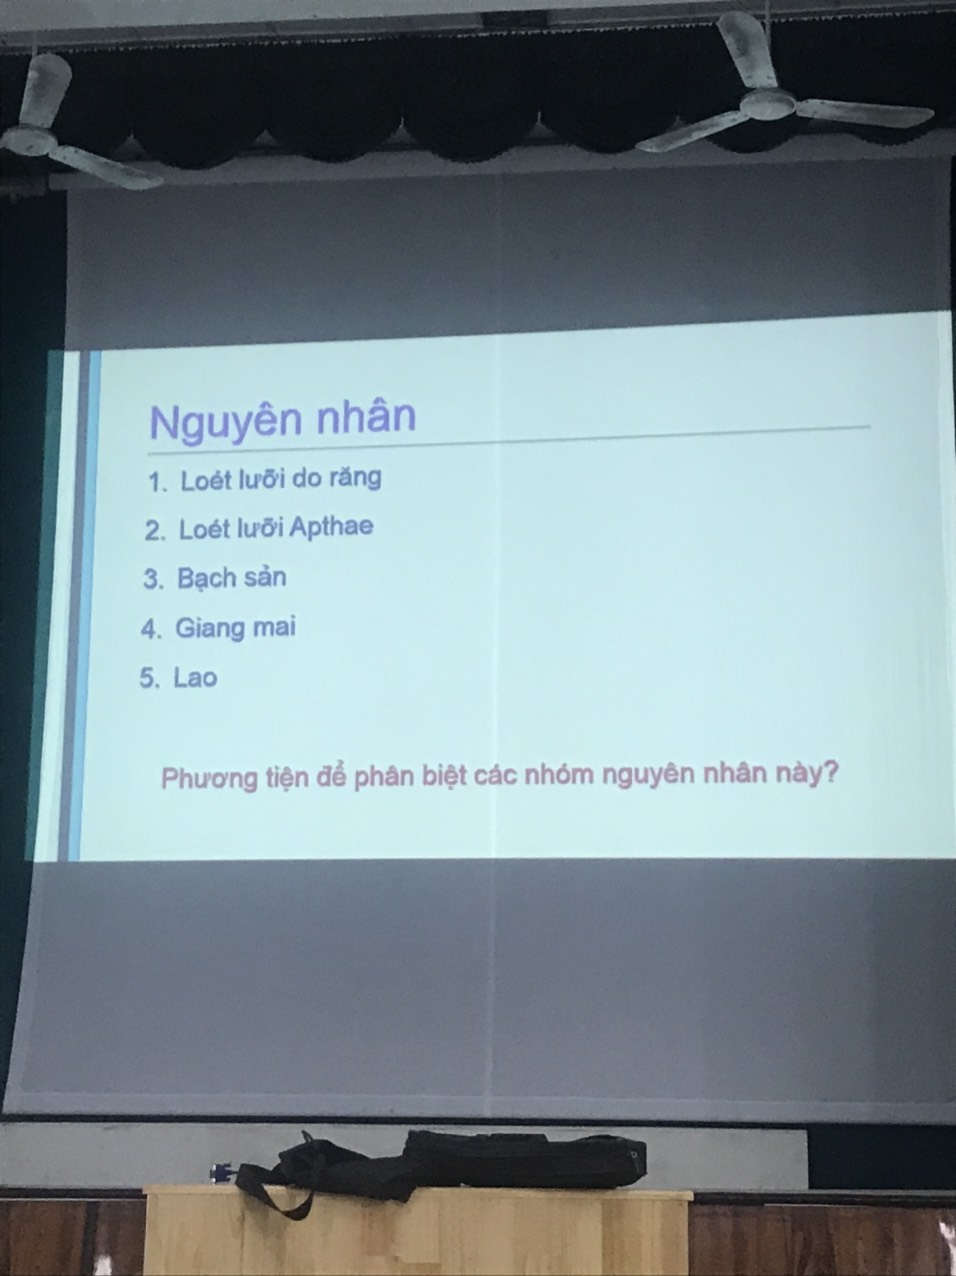 Nguyên nhân
1. Loét lưỡi do răng
2. Loét lưỡi Apthae
3. Bạch sản
4. Giang mai
5. Lao
Phương tiện để phân biệt các nhóm nguyên nhân này?